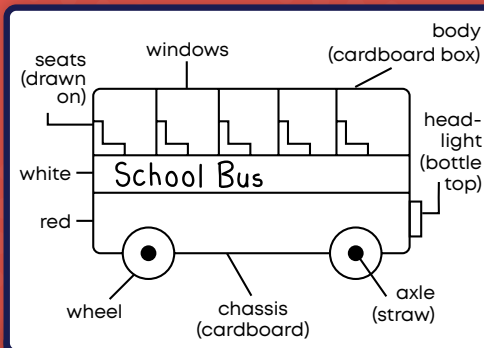 body
(cardboard box)
windows
seats
(drawn
on)
head-
light
(bottle
top)
white
School Bus
red
wheel
chassis
(cardboard)
axle
(straw)